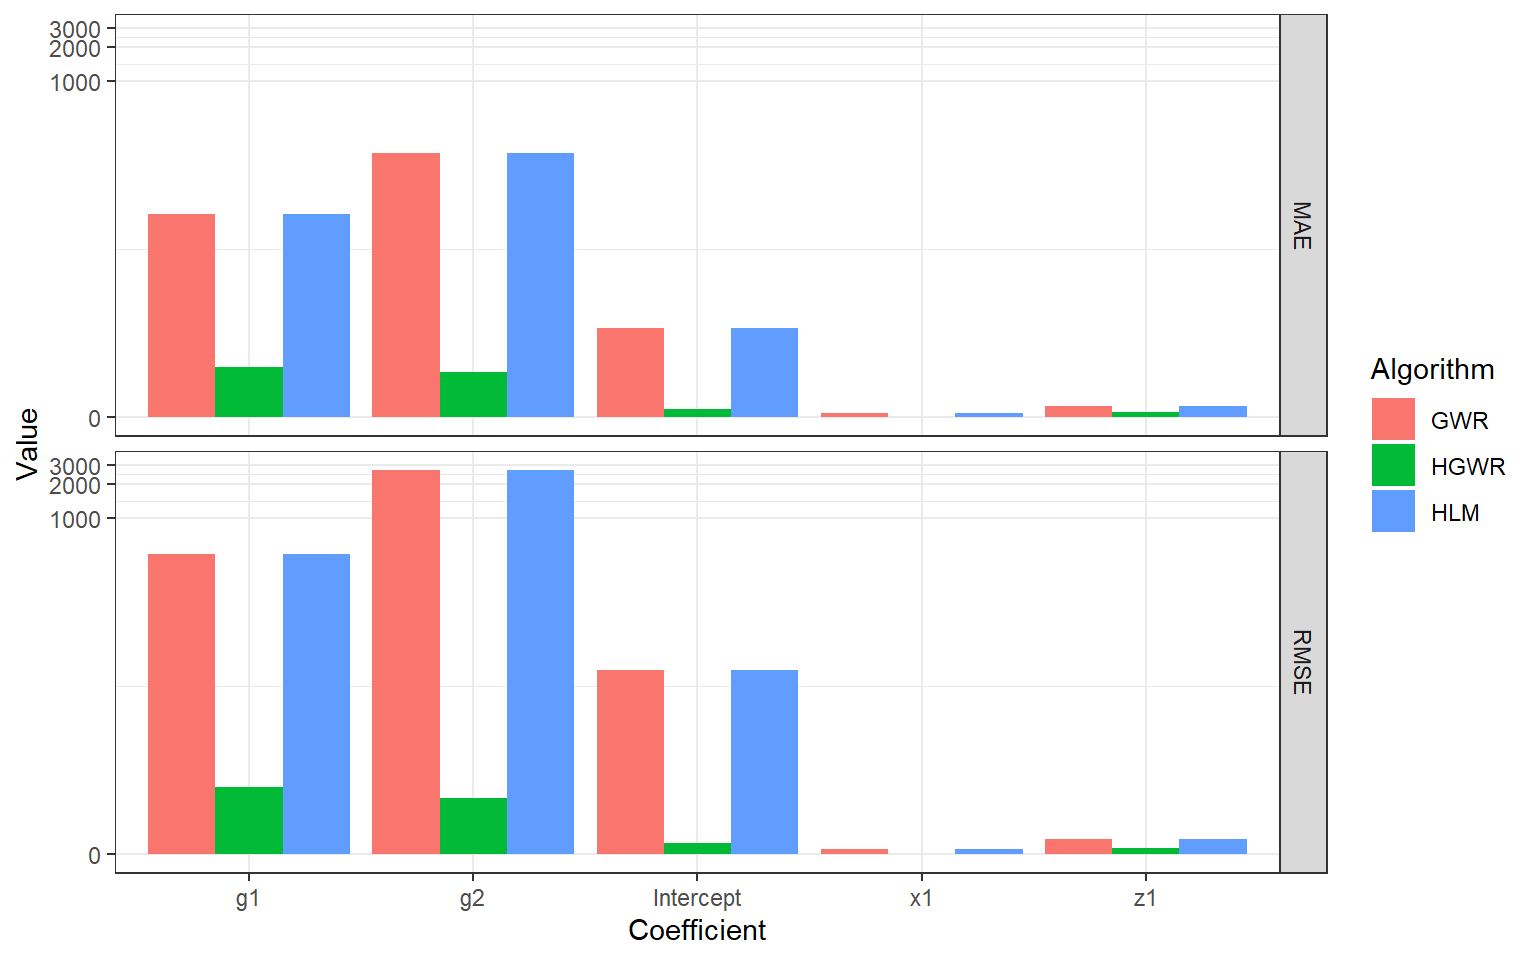 3000
2000
1000
0
MAE
3000
2000
1000
0
RMSE
Value
g1
g2
Intercept
x1
z1
Coefficient
Algorithm
GWR
HGWR
HLM